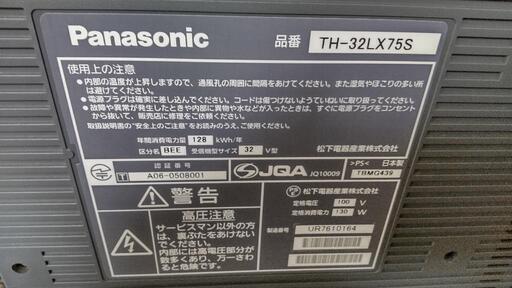 Panasonic 品番 TH-32LX75S
使用上の注意
●内部の温度が上昇しますので、通風孔の周囲に間隔をあけてください。また湿気やほこりの多い所は避けてください。
●電源プラグは確実に差し込んでください。コードは傷つけないようていねいに取り扱ってください。
●故障や異常が発生したときや内部に異物や水などが入ったときは、すぐに電源プラグをコンセントから抜いて、販売店に修理をご依頼ください。
取扱説明書の"安全上のご注意"をお読みのうえ、ご使用ください。
年間消費電力量 128 kWh/年
区分名 BEE 受信機型サイズ 32 V型 松下電器産業株式会社
認証番号
A06-0508001
JQA JQ10009
>PS< 日本製
TBMG439
警告
高圧注意
サービスマン以外の方は、裏ぶたをあけないでください。
内部には高電圧部分が数多くあり、万一さわると危険です。
松下電器産業株式会社
定格電圧 100 V
定格消費電力 130 W
製造番号 UR7610164